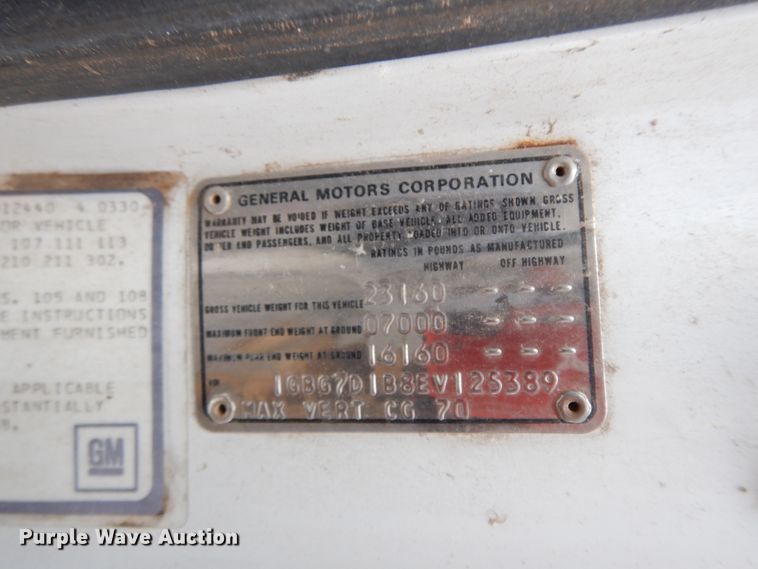 012440 4 0330
OR VEHICLE
107 111 113
210 211 302.
S. 105 AND 108
E INSTRUCTIONS
MENT FURNISHED
APPLICABLE
STANTIALLY
GM
GENERAL MOTORS CORPORATION
WARRANTY MAY BE VOIDED IF WEIGHT EXCEEDS ANY OF RATINGS SHOWN. GROSS
VEHICLE WEIGHT INCLUDES WEIGHT OF BASE VEHICLE, ALL ADDED EQUIPMENT,
DRIVER AND PASSENGERS, AND ALL PROPERTY LOADED INTO OR ONTO VEHICLE.
RATINGS IN POUNDS AS MANUFACTURED
HIGHWAY OFF HIGHWAY
GROSS VEHICLE WEIGHT FOR THIS VEHICLE 23160 - - -
MAXIMUM FRONT END WEIGHT AT GROUND 07000 - - -
MAXIMUM REAR END WEIGHT AT GROUND 16160 - - -
VIN 1GBG7D1B8EV125389
MAX VERT CG 70
Purple Wave Auction